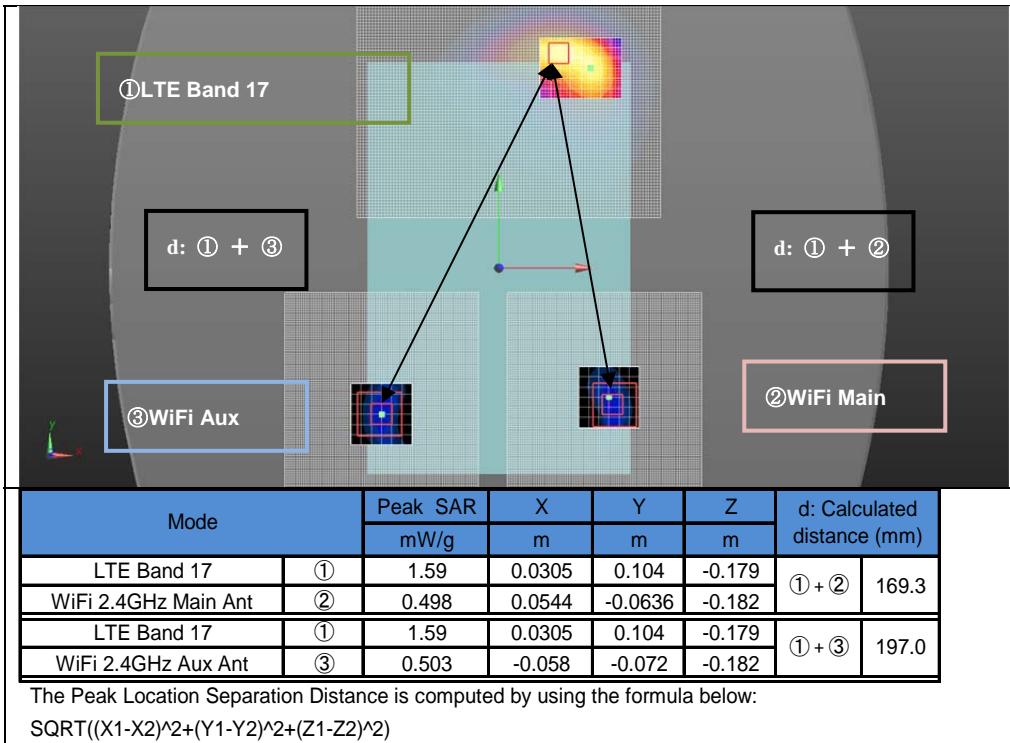 ①LTE Band 17
d: ① + ③
d: ① + ②
③WiFi Aux
②WiFi Main
y
x
Mode Peak SAR X Y Z d: Calculated distance (mm)
mW/g m m m
LTE Band 17 ① 1.59 0.0305 0.104 -0.179 ①+② 169.3
WiFi 2.4GHz Main Ant ② 0.498 0.0544 -0.0636 -0.182
LTE Band 17 ① 1.59 0.0305 0.104 -0.179 ①+③ 197.0
WiFi 2.4GHz Aux Ant ③ 0.503 -0.058 -0.072 -0.182
The Peak Location Separation Distance is computed by using the formula below:
SQRT((X1-X2)^2+(Y1-Y2)^2+(Z1-Z2)^2)